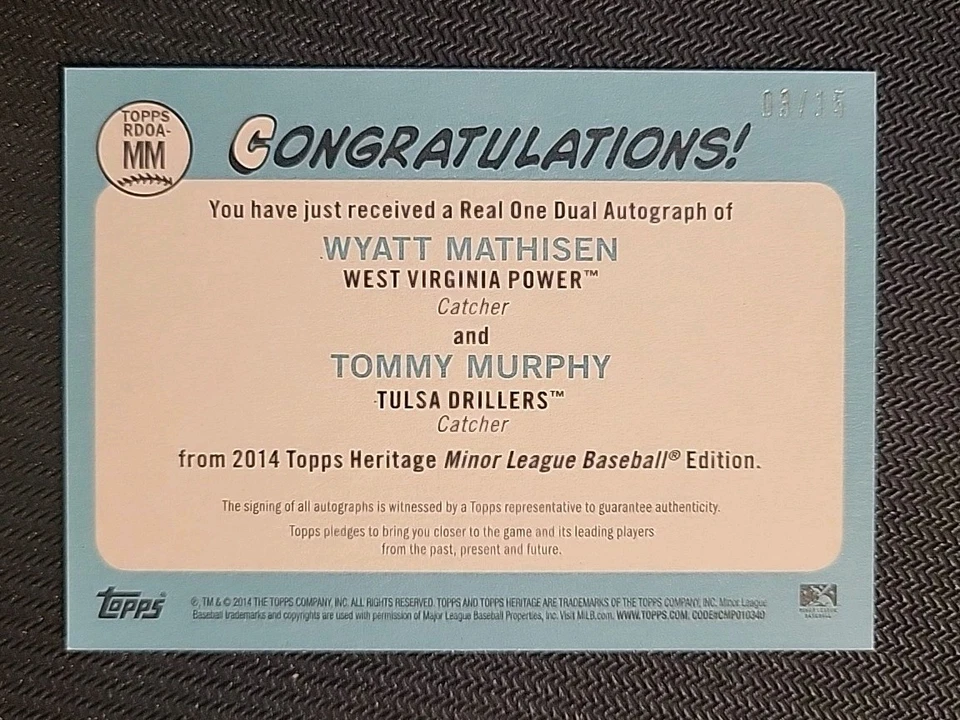 03/15
TOPPS
RDOA-
MM
CONGRATULATIONS!
You have just received a Real One Dual Autograph of
WYATT MATHISEN
WEST VIRGINIA POWER™
Catcher
and
TOMMY MURPHY
TULSA DRILLERS™
Catcher
from 2014 Topps Heritage Minor League Baseball® Edition.
The signing of all autographs is witnessed by a Topps representative to guarantee authenticity.
Topps pledges to bring you closer to the game and its leading players
from the past, present and future.
topps®
®, TM & © 2014 THE TOPPS COMPANY, INC. ALL RIGHTS RESERVED. TOPPS AND TOPPS HERITAGE ARE TRADEMARKS OF THE TOPPS COMPANY, INC. Minor League
Baseball trademarks and copyrights are used with permission of Major League Baseball Properties, Inc. Visit MiLB.com. WWW.TOPPS.COM. CODE#CMP010340
MINOR LEAGUE
BASEBALL